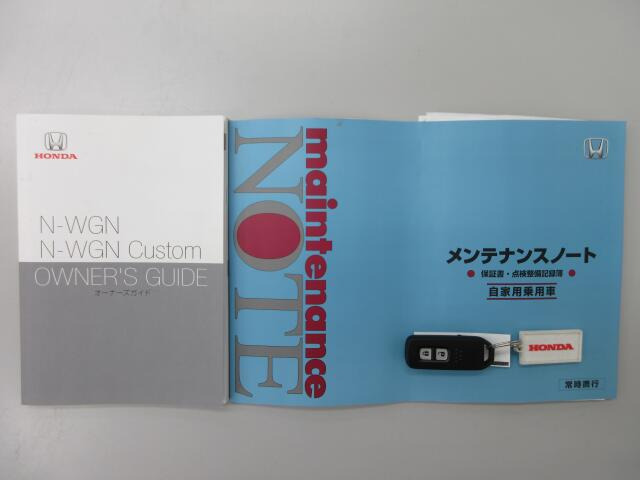 HONDA
N-WGN
N-WGN Custom
OWNER'S GUIDE
オーナーズガイド
maintenance
NOTE
メンテナンスノート
● 保証書・点検整備記録簿 ●
自家用乗用車
HONDA
常時携行